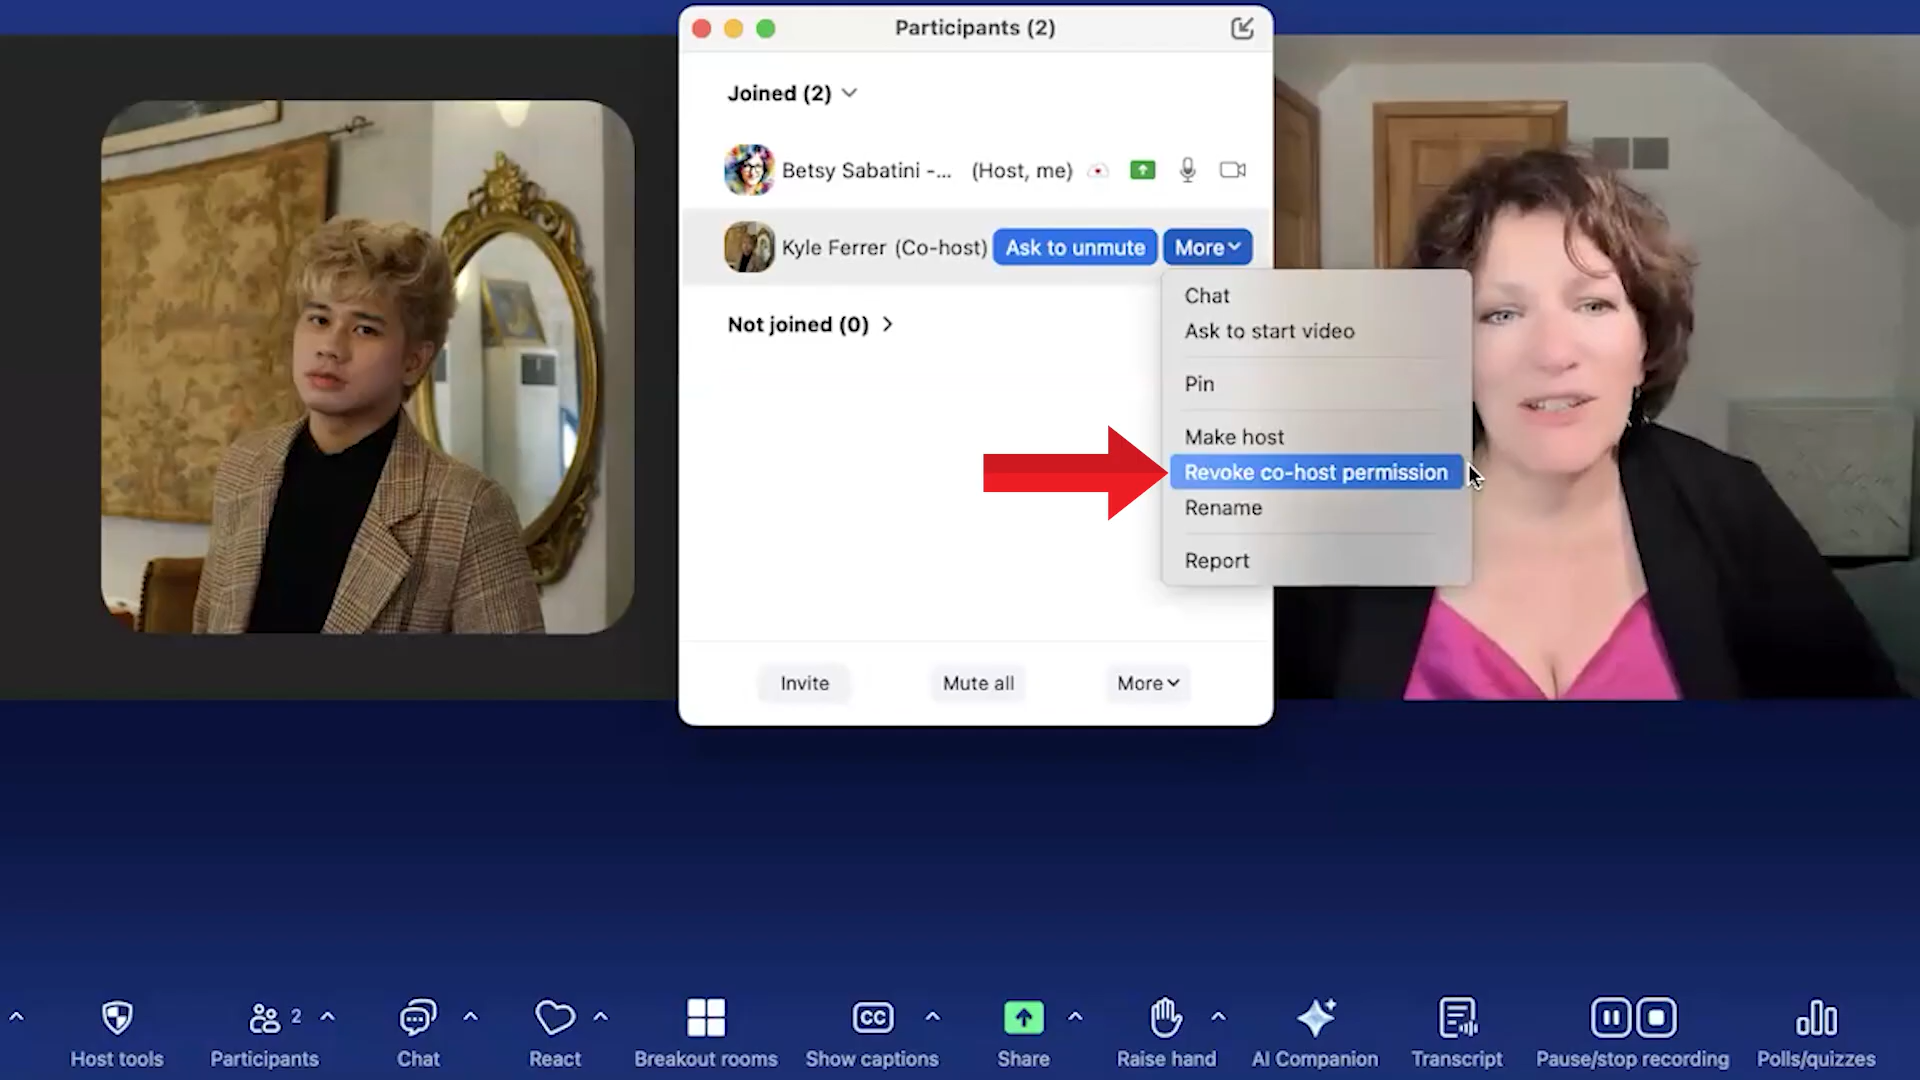 Participants (2)
Joined (2)
Betsy Sabatini -... (Host, me)
Kyle Ferrer (Co-host) Ask to unmute More
Not joined (0)
Chat
Ask to start video
Pin
Make host
Revoke co-host permission
Rename
Report
Invite Mute all More
2
Host tools Participants Chat React Breakout rooms CC Show captions Share Raise hand AI Companion Transcript Pause/stop recording Polls/quizzes